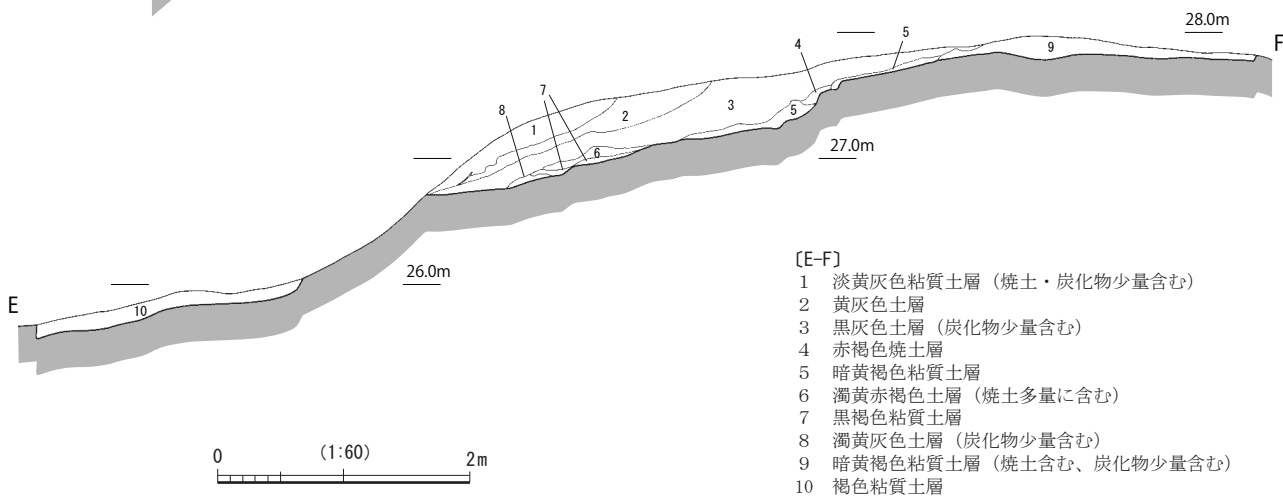 28.0m
F
4
5
9
7
3
8
2
1
5
6
27.0m
26.0m
E
10
[E-F]
1 淡黄灰色粘質土層（焼土・炭化物少量含む）
2 黄灰色土層
3 黒灰色土層（炭化物少量含む）
4 赤褐色焼土層
5 暗黄褐色粘質土層
6 濁黄赤褐色土層（焼土多量に含む）
7 黒褐色粘質土層
8 濁黄灰色土層（炭化物少量含む）
9 暗黄褐色粘質土層（焼土含む、炭化物少量含む）
10 褐色粘質土層
0 (1:60) 2m